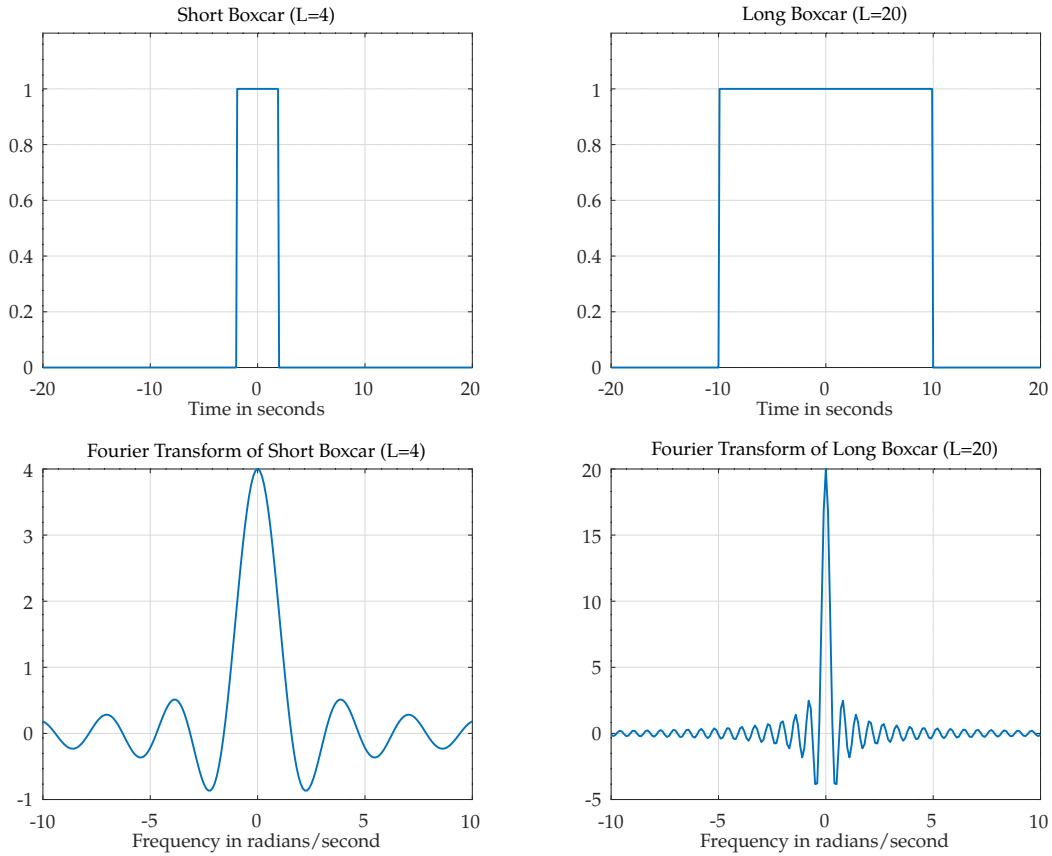 Short Boxcar (L=4)
1
0.8
0.6
0.4
0.2
0
-20 -10 0 10 20
Time in seconds
Long Boxcar (L=20)
1
0.8
0.6
0.4
0.2
0
-20 -10 0 10 20
Time in seconds
Fourier Transform of Short Boxcar (L=4)
4
3
2
1
0
-1
-10 -5 0 5 10
Frequency in radians/second
Fourier Transform of Long Boxcar (L=20)
20
15
10
5
0
-5
-10 -5 0 5 10
Frequency in radians/second